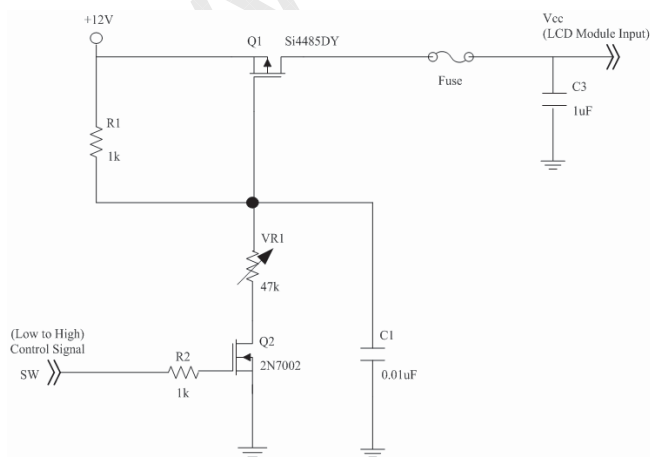 +12V
Q1
Si4485DY
Vcc
(LCD Module Input)
Fuse
C3
1uF
R1
1k
VR1
47k
(Low to High)
Control Signal
SW
R2
1k
Q2
2N7002
C1
0.01uF